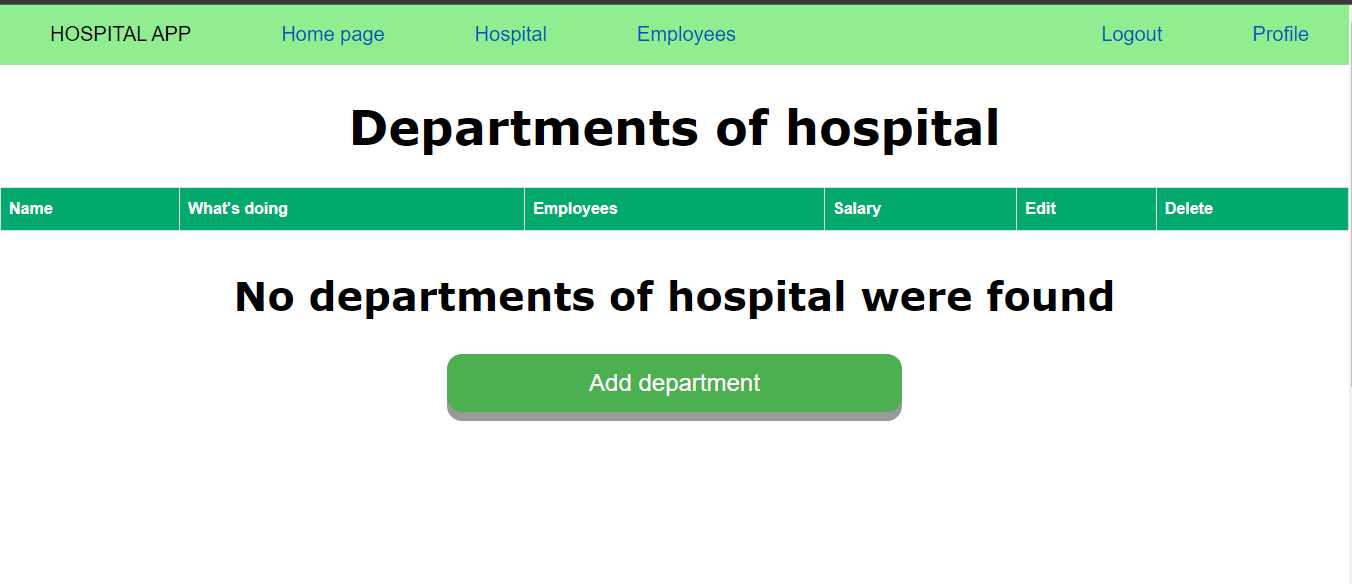 HOSPITAL APP Home page Hospital Employees Logout Profile
Departments of hospital
Name What's doing Employees Salary Edit Delete
No departments of hospital were found
Add department